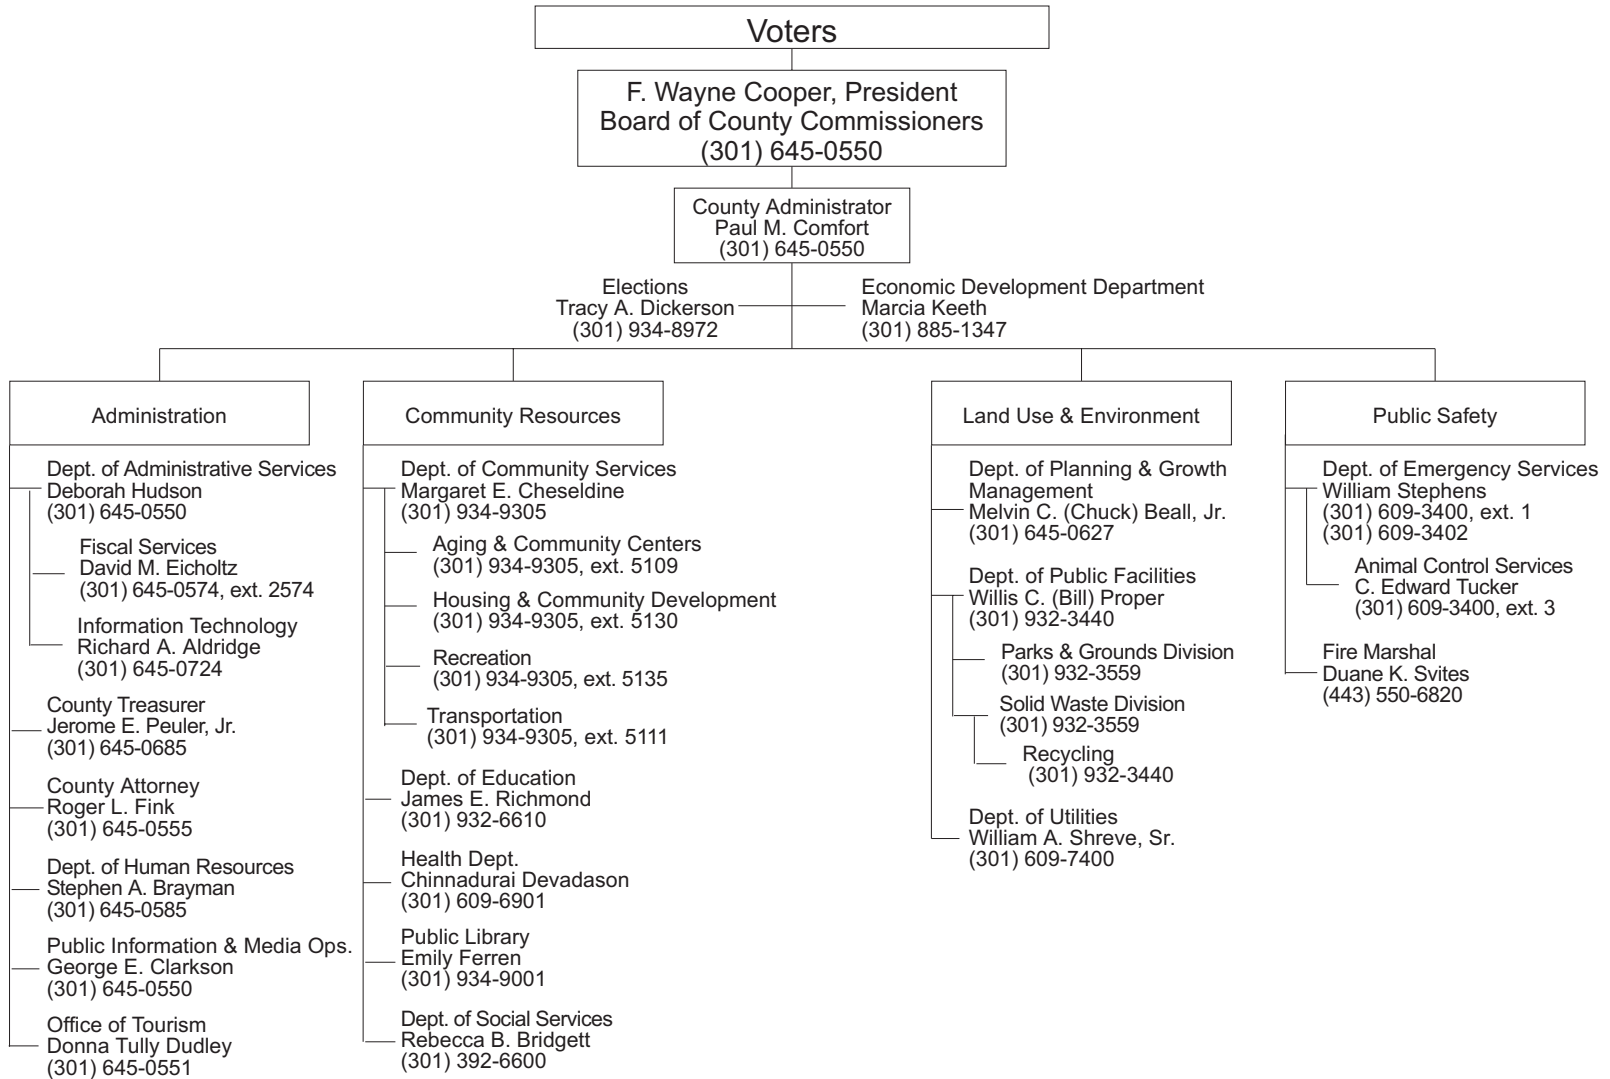 Voters
F. Wayne Cooper, President
Board of County Commissioners
(301) 645-0550
County Administrator
Paul M. Comfort
(301) 645-0550
Elections
Tracy A. Dickerson
(301) 934-8972
Economic Development Department
Marcia Keeth
(301) 885-1347
Administration
Dept. of Administrative Services
Deborah Hudson
(301) 645-0550
Fiscal Services
David M. Eicholtz
(301) 645-0574, ext. 2574
Information Technology
Richard A. Aldridge
(301) 645-0724
County Treasurer
Jerome E. Peuler, Jr.
(301) 645-0685
County Attorney
Roger L. Fink
(301) 645-0555
Dept. of Human Resources
Stephen A. Brayman
(301) 645-0585
Public Information & Media Ops.
George E. Clarkson
(301) 645-0550
Office of Tourism
Donna Tully Dudley
(301) 645-0551
Community Resources
Dept. of Community Services
Margaret E. Cheseldine
(301) 934-9305
Aging & Community Centers
(301) 934-9305, ext. 5109
Housing & Community Development
(301) 934-9305, ext. 5130
Recreation
(301) 934-9305, ext. 5135
Transportation
(301) 934-9305, ext. 5111
Dept. of Education
James E. Richmond
(301) 932-6610
Health Dept.
Chinnadurai Devadason
(301) 609-6901
Public Library
Emily Ferren
(301) 934-9001
Dept. of Social Services
Rebecca B. Bridgett
(301) 392-6600
Land Use & Environment
Dept. of Planning & Growth
Management
Melvin C. (Chuck) Beall, Jr.
(301) 645-0627
Dept. of Public Facilities
Willis C. (Bill) Proper
(301) 932-3440
Parks & Grounds Division
(301) 932-3559
Solid Waste Division
(301) 932-3559
Recycling
(301) 932-3440
Dept. of Utilities
William A. Shreve, Sr.
(301) 609-7400
Public Safety
Dept. of Emergency Services
William Stephens
(301) 609-3400, ext. 1
(301) 609-3402
Animal Control Services
C. Edward Tucker
(301) 609-3400, ext. 3
Fire Marshal
Duane K. Svites
(443) 550-6820